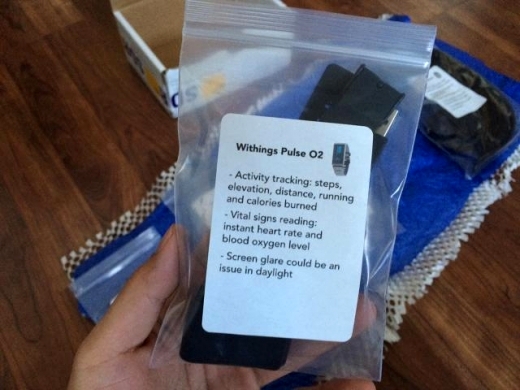 Withings Pulse O2
- Activity tracking: steps,
elevation, distance, running
and calories burned
- Vital signs reading:
instant heart rate and
blood oxygen level
- Screen glare could be an
issue in daylight